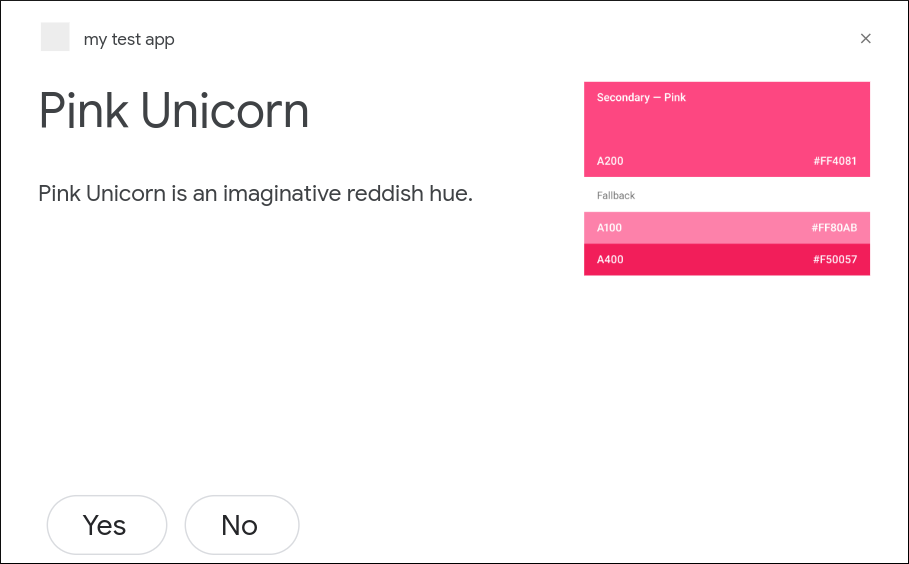 my test app
Pink Unicorn
Pink Unicorn is an imaginative reddish hue.
Secondary — Pink
A200 #FF4081
Fallback
A100 #FF80AB
A400 #F50057
Yes No